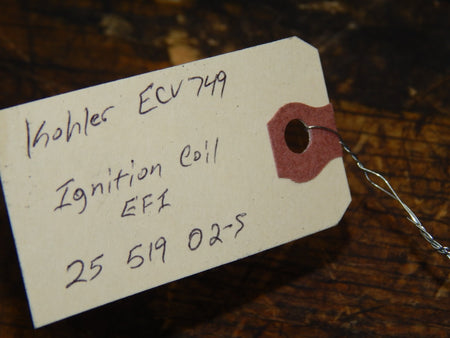 Kohler ECV749
Ignition Coil
EFI
25 519 02-S